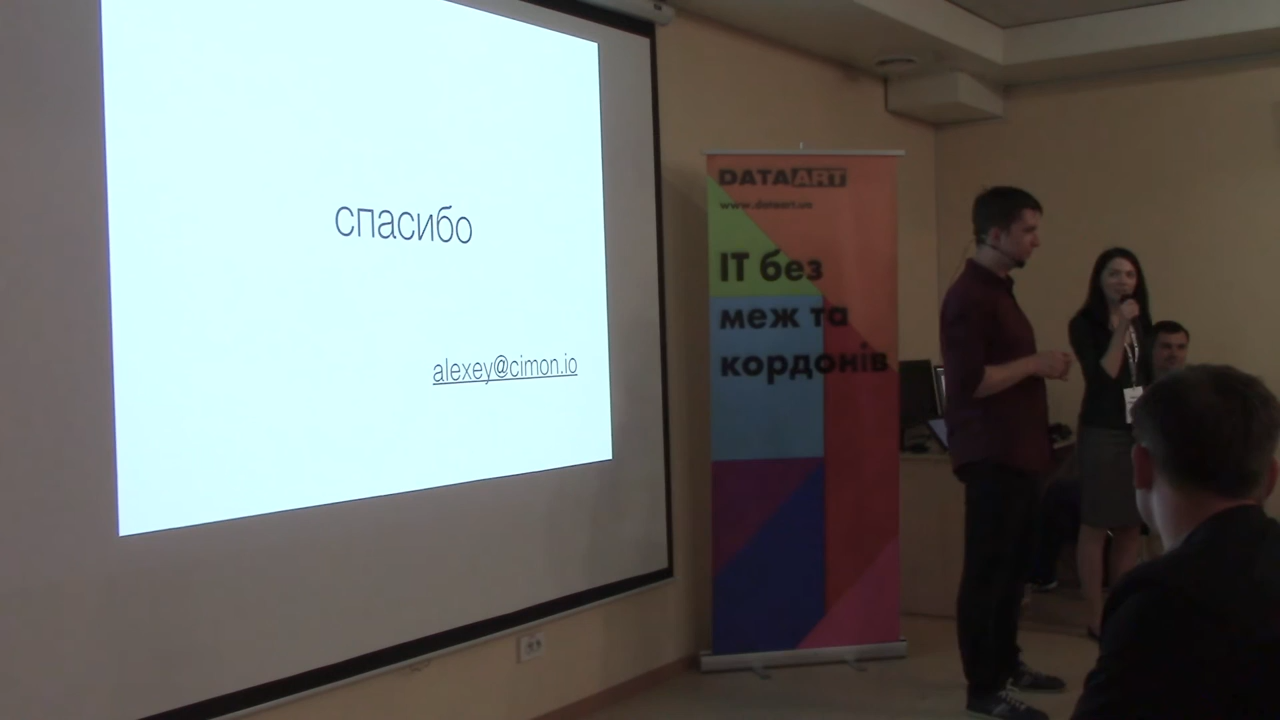 спасибо
alexey@cimon.io
DATAART
www.dataart.ua
IT без
меж та
кордонів